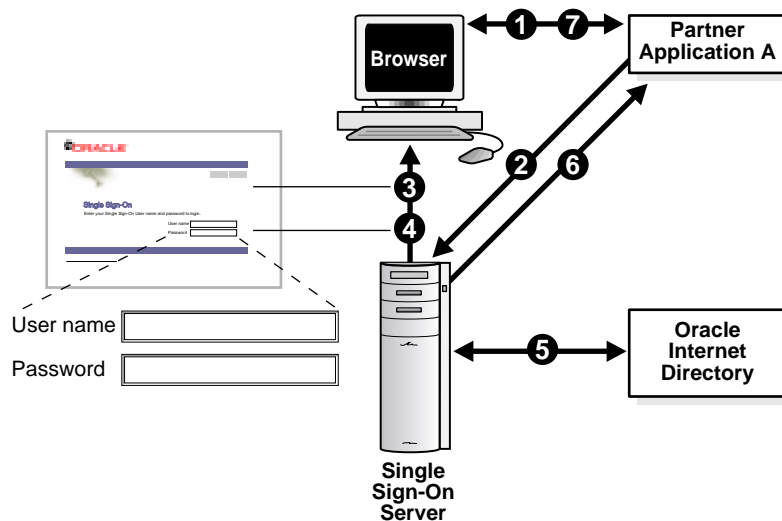 1
7
Partner
Application A
Browser
ORACLE
2
6
3
Single Sign-On
Enter your Single Sign-On User name and password to login.
User name
Password
4
User name
Password
5
Oracle
Internet
Directory
Single
Sign-On
Server